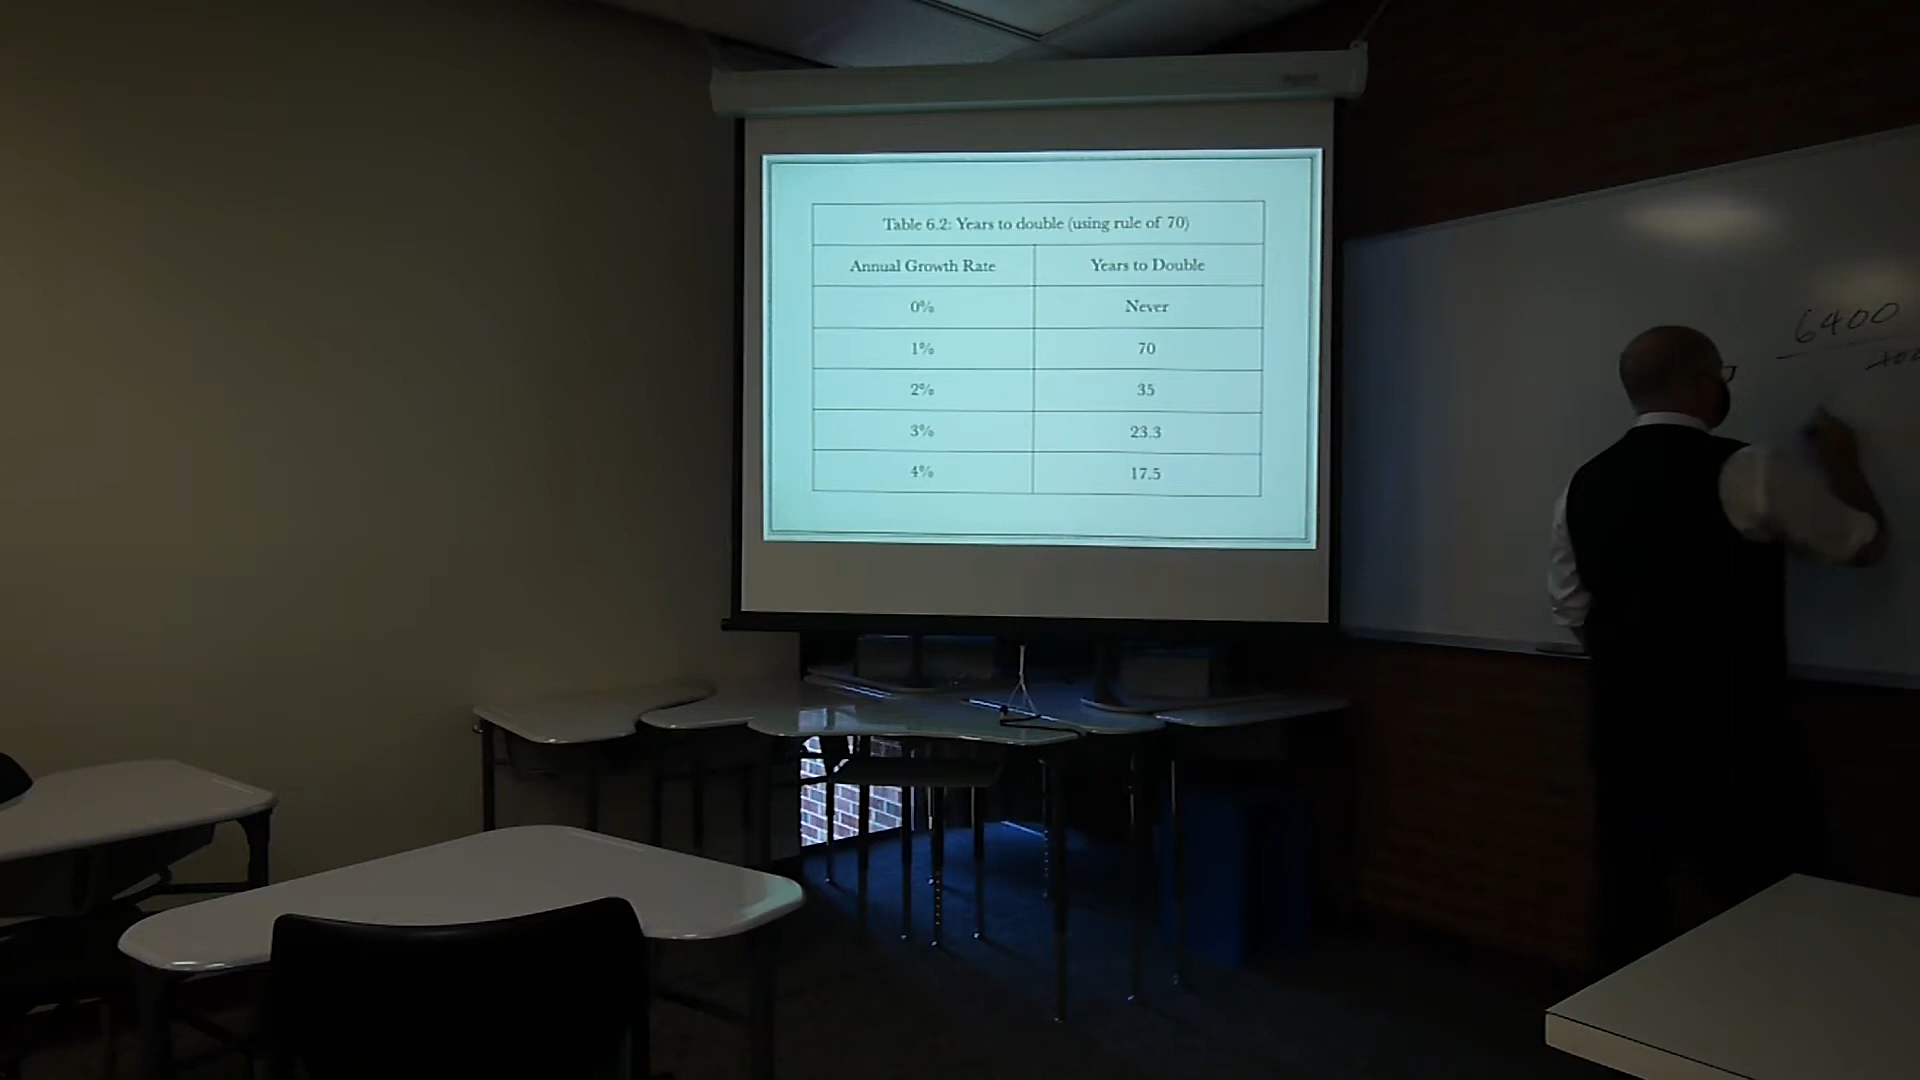 Table 6.2: Years to double (using rule of 70)
Annual Growth Rate Years to Double
0% Never
1% 70
2% 35
3% 23.3
4% 17.5
6400